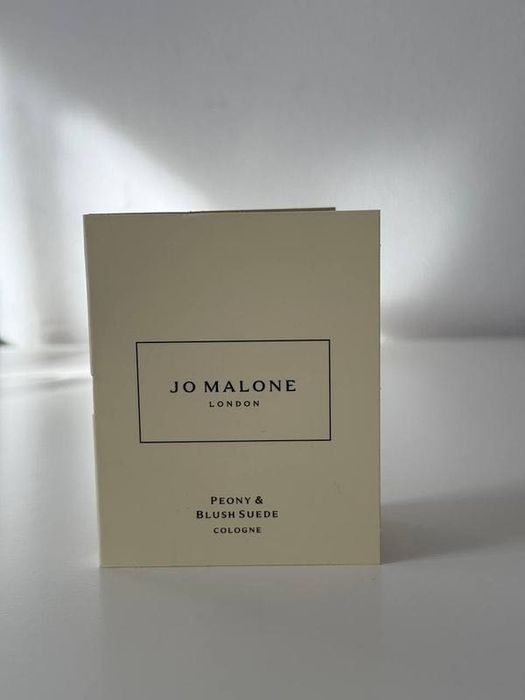 JO MALONE
LONDON
PEONY &
BLUSH SUEDE
COLOGNE